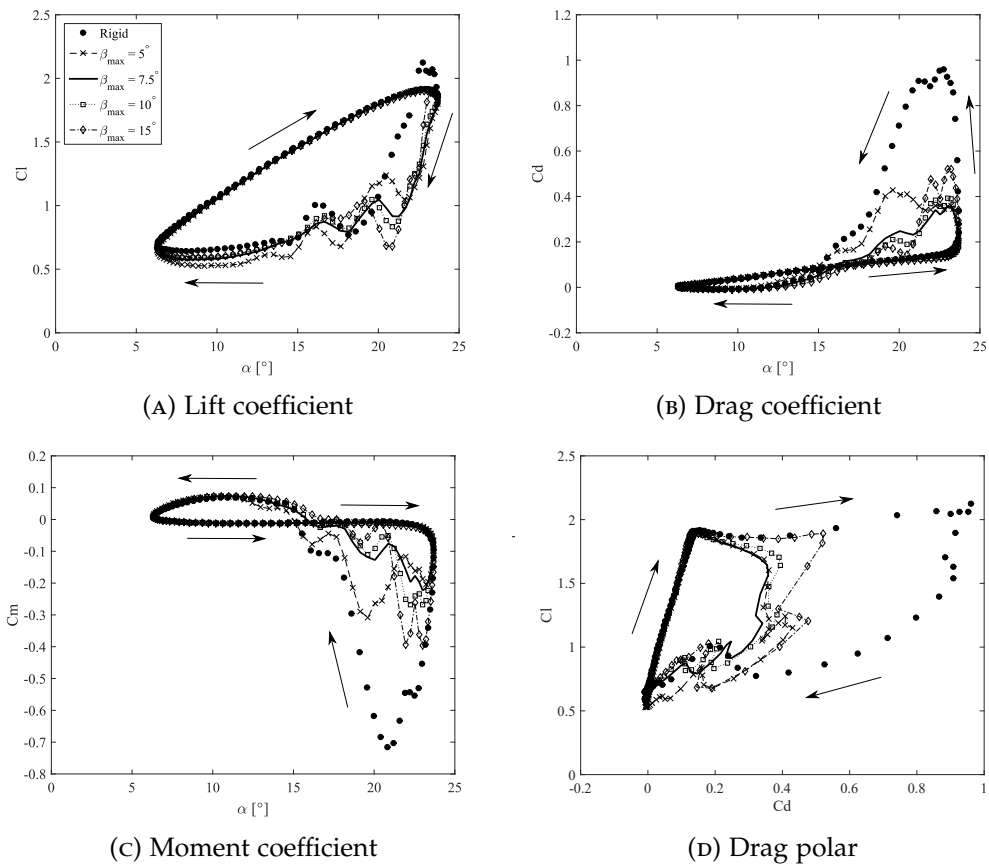 2.5
2
1.5
1
0.5
0
Cl
0 5 10 15 20 25
α [°]
Rigid
β_max = 5°
β_max = 7.5°
β_max = 10°
β_max = 15°
(A) Lift coefficient
1.2
1
0.8
0.6
0.4
0.2
0
-0.2
Cd
0 5 10 15 20 25
α [°]
(B) Drag coefficient
0.2
0.1
0
-0.1
-0.2
-0.3
-0.4
-0.5
-0.6
-0.7
-0.8
Cm
0 5 10 15 20 25
α [°]
(C) Moment coefficient
2.5
2
1.5
1
0.5
0
Cl
-0.2 0 0.2 0.4 0.6 0.8 1
Cd
(D) Drag polar